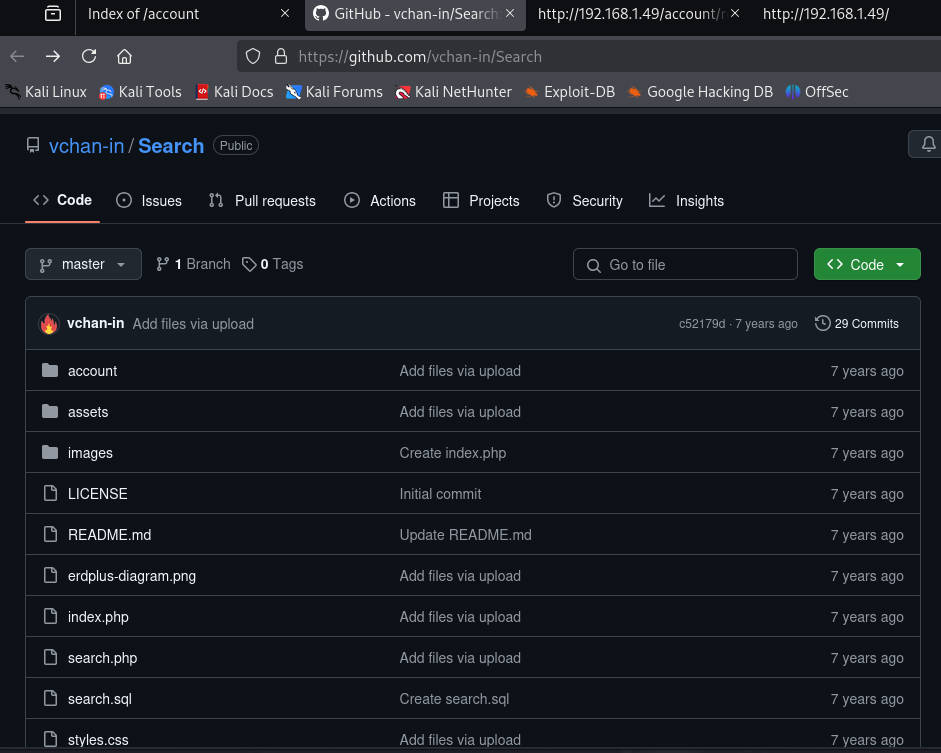 Index of /account
GitHub - vchan-in/Search
http://192.168.1.49/account/
http://192.168.1.49/
https://github.com/vchan-in/Search
Kali Linux
Kali Tools
Kali Docs
Kali Forums
Kali NetHunter
Exploit-DB
Google Hacking DB
OffSec
vchan-in/Search Public
Code
Issues
Pull requests
Actions
Projects
Security
Insights
master
1 Branch
0 Tags
Go to file
Code
vchan-in Add files via upload c52179d · 7 years ago 29 Commits
account Add files via upload 7 years ago
assets Add files via upload 7 years ago
images Create index.php 7 years ago
LICENSE Initial commit 7 years ago
README.md Update README.md 7 years ago
erdplus-diagram.png Add files via upload 7 years ago
index.php Add files via upload 7 years ago
search.php Add files via upload 7 years ago
search.sql Create search.sql 7 years ago
styles.css Add files via upload 7 years ago